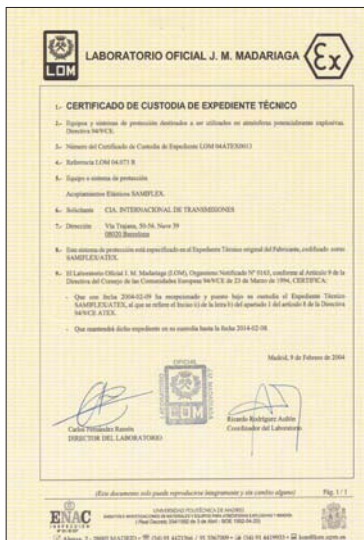 LABORATORIO OFICIAL J. M. MADARIAGA
LOM
Ex
1.- CERTIFICADO DE CUSTODIA DE EXPEDIENTE TÉCNICO
2.- Equipos y sistemas de protección destinados a ser utilizados en atmósferas potencialmente explosivas.
Directiva 94/9/CE.
3.- Número del Certificado de Custodia de Expediente LOM 04ATEX0013
4.- Referencia LOM 04.073 R
5.- Equipo o sistema de protección
Acoplamientos Elásticos SAMIFLEX.
6.- Solicitante CIA. INTERNACIONAL DE TRANSMISIONES
7.- Dirección Vía Trajana, 50-56, Nave 39
08020 Barcelona
8.- Este sistema de protección está especificado en el Expediente Técnico original del Fabricante, codificado como
SAMIFLEX/ATEX.
9.- El Laboratorio Oficial J. M. Madariaga (LOM), Organismo Notificado Nº 0163, conforme al Artículo 9 de la
Directiva del Consejo de las Comunidades Europeas 94/9/CE de 23 de Marzo de 1994, CERTIFICA:
- Que con fecha 2004-02-09 ha recepcionado y puesto bajo su custodia el Expediente Técnico
SAMIFLEX/ATEX, al que se refiere el Inciso ii) de la letra b) del apartado 1 del artículo 8 de la Directiva
94/9/CE ATEX.
- Que mantendrá dicho expediente en su custodia hasta la fecha 2014-02-08.
Madrid, 9 de Febrero de 2004
OFICIAL
LABORATORIO
LOM
Carlos Fernández Ramón
DIRECTOR DEL LABORATORIO
Ricardo Rodríguez
Coordinador del Laboratorio
(Este documento sólo puede reproducirse íntegramente y sin cambio alguno) Pág. 1 / 1
ENAC
UNIVERSIDAD POLITÉCNICA DE MADRID